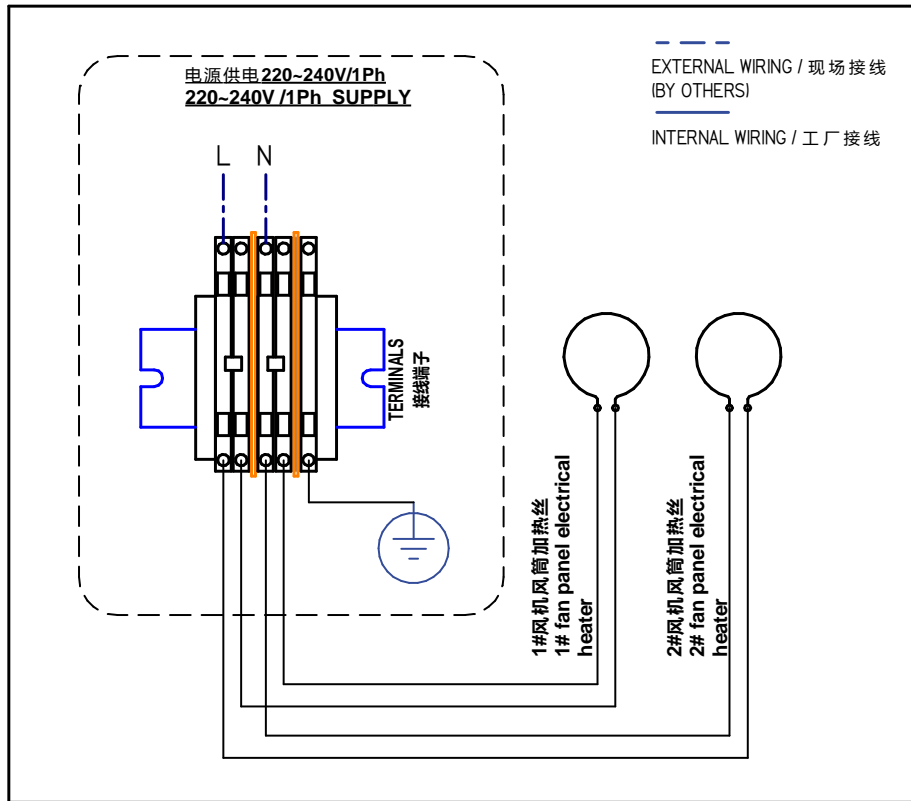 电源供电220~240V/1Ph
220~240V /1Ph SUPPLY
L N
EXTERNAL WIRING / 现场接线
(BY OTHERS)
INTERNAL WIRING / 工厂接线
TERMINALS
接线端子
1#风机风筒加热丝
1# fan panel electrical
heater
2#风机风筒加热丝
2# fan panel electrical
heater